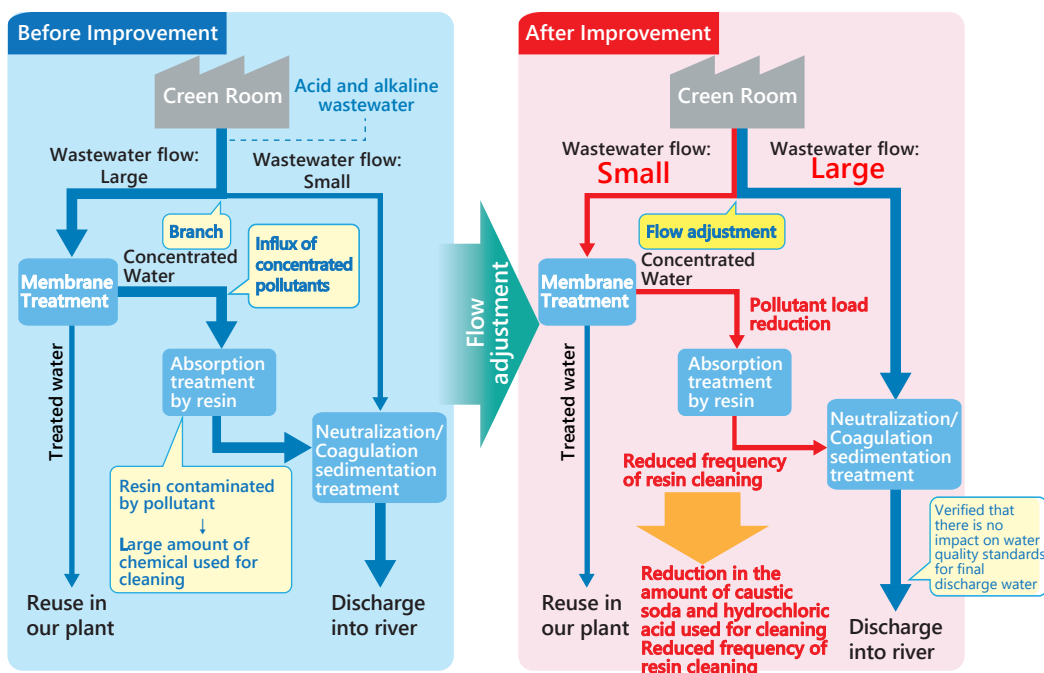 Before Improvement
Creen Room
Acid and alkaline
wastewater
Wastewater flow:
Large
Wastewater flow:
Small
Branch
Influx of
concentrated
pollutants
Concentrated
Water
Membrane
Treatment
Treated water
Absorption
treatment
by resin
Neutralization/
Coagulation
sedimentation
treatment
Resin contaminated
by pollutant
↓
Large amount of
chemical used for
cleaning
Reuse in
our plant
Discharge
into river
Flow
adjustment
After Improvement
Creen Room
Wastewater flow:
Small
Wastewater flow:
Large
Flow adjustment
Concentrated
Water
Membrane
Treatment
Pollutant load
reduction
Treated water
Absorption
treatment
by resin
Neutralization/
Coagulation
sedimentation
treatment
Reduced frequency
of resin cleaning
Verified that
there is no
impact on water
quality standards
for final
discharge water
Reduction in the
amount of caustic
soda and hydrochloric
acid used for cleaning
Reduced frequency of
resin cleaning
Reuse in
our plant
Discharge
into river